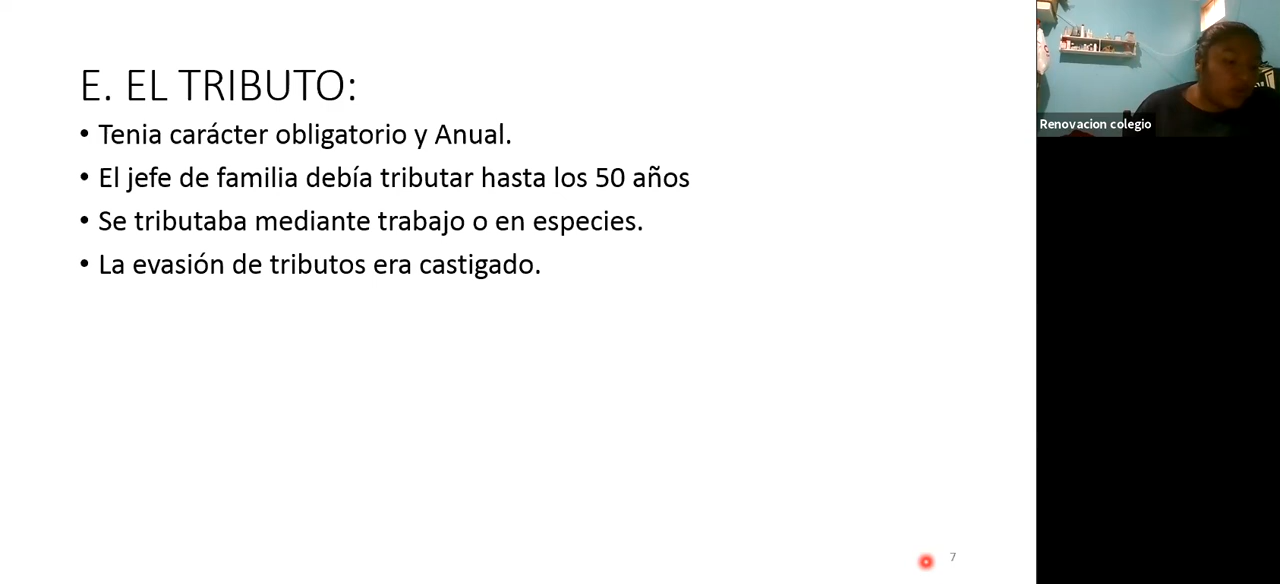 E. EL TRIBUTO:
• Tenia carácter obligatorio y Anual.
• El jefe de familia debía tributar hasta los 50 años
• Se tributaba mediante trabajo o en especies.
• La evasión de tributos era castigado.
7
Renovacion colegio